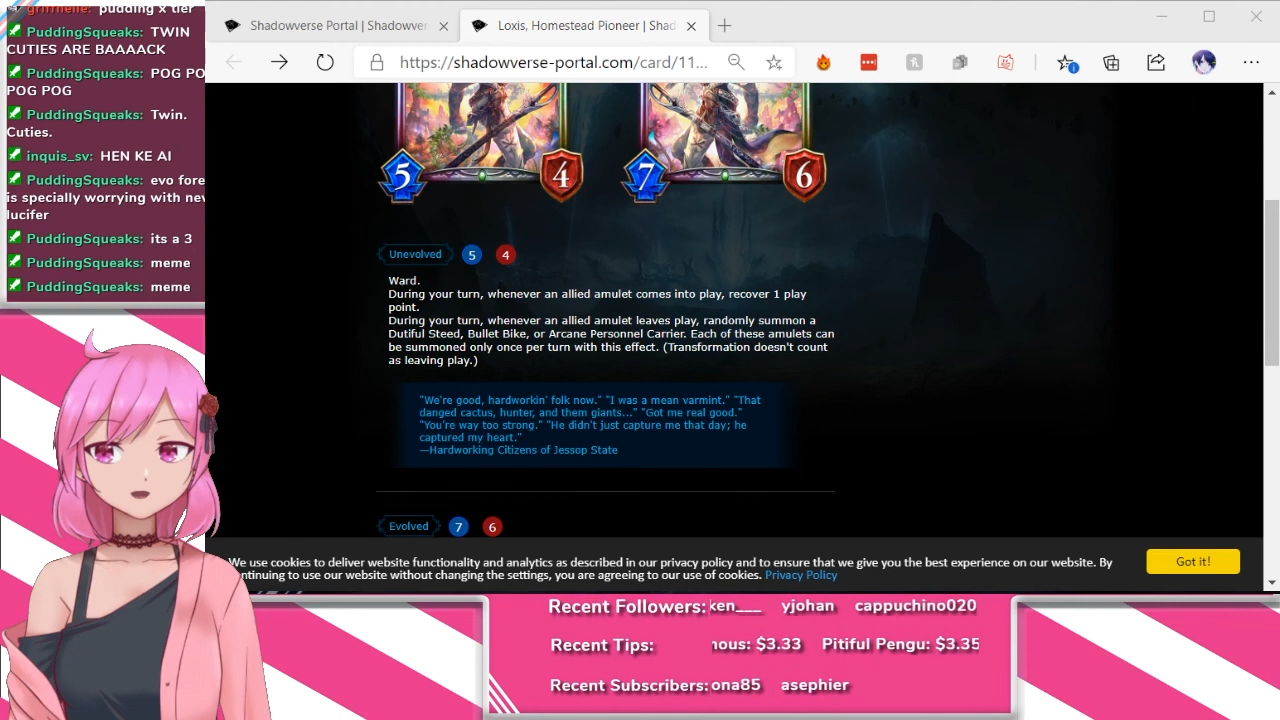 griffnelle: pudding x tier
PuddingSqueaks: TWIN
CUTIES ARE BAAAACK
PuddingSqueaks: POG PO
POG POG
PuddingSqueaks: Twin.
Cuties.
inquis_sv: HEN KE AI
PuddingSqueaks: evo fore
is specially worrying with nev
lucifer
PuddingSqueaks: its a 3
PuddingSqueaks: meme
PuddingSqueaks: meme
Shadowverse Portal | Shadowver
Loxis, Homestead Pioneer | Shad
https://shadowverse-portal.com/card/11...
5 4 7 6
Unevolved 5 4
Ward.
During your turn, whenever an allied amulet comes into play, recover 1 play
point.
During your turn, whenever an allied amulet leaves play, randomly summon a
Dutiful Steed, Bullet Bike, or Arcane Personnel Carrier. Each of these amulets can
be summoned only once per turn with this effect. (Transformation doesn't count
as leaving play.)
"We're good, hardworkin' folk now." "I was a mean varmint." "That
danged cactus, hunter, and them giants..." "Got me real good."
"You're way too strong." "He didn't just capture me that day; he
captured my heart."
—Hardworking Citizens of Jessop State
Evolved 7 6
We use cookies to deliver website functionality and analytics as described in our privacy policy and to ensure that we give you the best experience on our website. By
ntinuing to use our website without changing the settings, you are agreeing to our use of cookies. Privacy Policy
Got it!
Recent Followers: ken___ yjohan cappuchino020
Recent Tips: nous: $3.33 Pitiful Pengu: $3.35
Recent Subscribers: ona85 asephier